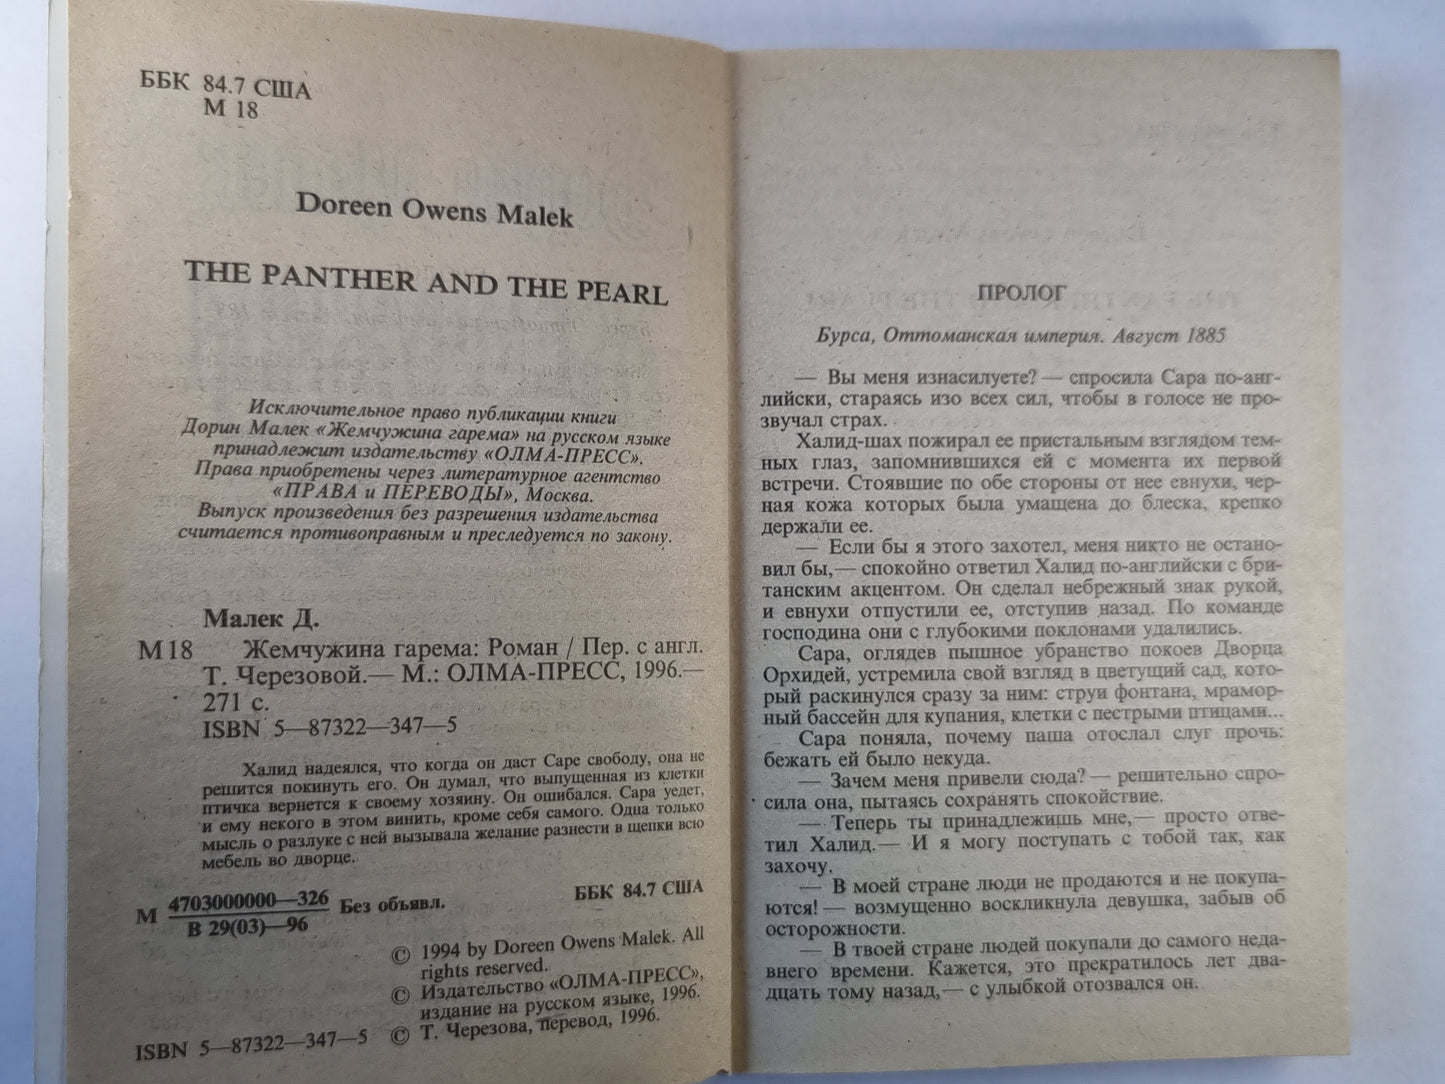 ББК 84.7 США
М 18
Doreen Owens Malek
THE PANTHER AND THE PEARL
Исключительное право публикации книги
Дорин Малек «Жемчужина гарема» на русском языке
принадлежит издательству «ОЛМА-ПРЕСС».
Права приобретены через литературное агентство
«ПРАВА и ПЕРЕВОДЫ», Москва.
Выпуск произведения без разрешения издательства
считается противоправным и преследуется по закону.
Малек Д.
М18 Жемчужина гарема: Роман / Пер. с англ.
Т. Черезовой.— М.: ОЛМА-ПРЕСС, 1996.—
271 с.
ISBN 5—87322—347—5
Халид надеялся, что когда он даст Саре свободу, она не
решится покинуть его. Он думал, что выпущенная из клетки
птичка вернется к своему хозяину. Он ошибался. Сара уедет,
и ему некого в этом винить, кроме себя самого. Одна только
мысль о разлуке с ней вызывала желание разнести в щепки всю
мебель во дворце.
М 4703000000—326 Без объявл.
В 29(03)—96
ББК 84.7 США
© 1994 by Doreen Owens Malek. All
rights reserved.
© Издательство «ОЛМА-ПРЕСС»,
издание на русском языке, 1996.
ISBN 5—87322—347—5 © Т. Черезова, перевод, 1996.
ПРОЛОГ
Бурса, Оттоманская империя. Август 1885
— Вы меня изнасилуете? — спросила Сара по-анг-
лийски, стараясь изо всех сил, чтобы в голосе не про-
звучал страх.
Халид-шах пожирал ее пристальным взглядом тем-
ных глаз, запомнившихся ей с момента их первой
встречи. Стоявшие по обе стороны от нее евнухи, чер-
ная кожа которых была умащена до блеска, крепко
держали ее.
— Если бы я этого захотел, меня никто не остано-
вил бы,— спокойно ответил Халид по-английски с бри-
танским акцентом. Он сделал небрежный знак рукой,
и евнухи отпустили ее, отступив назад. По команде
господина они с глубокими поклонами удалились.
Сара, оглядев пышное убранство покоев Дворца
Орхидей, устремила свой взгляд в цветущий сад, кото-
рый раскинулся сразу за ним: струи фонтана, мрамор-
ный бассейн для купания, клетки с пестрыми птицами...
Сара поняла, почему паша отослал слуг прочь:
бежать ей было некуда.
— Зачем меня привели сюда? — решительно спро-
сила она, пытаясь сохранять спокойствие.
— Теперь ты принадлежишь мне,— просто отве-
тил Халид.— И я могу поступать с тобой так, как
захочу.
— В моей стране люди не продаются и не покупа-
ются! — возмущенно воскликнула девушка, забыв об
осторожности.
— В твоей стране людей покупали до самого неда-
внего времени. Кажется, это прекратилось лет два-
дцать тому назад,— с улыбкой отозвался он.